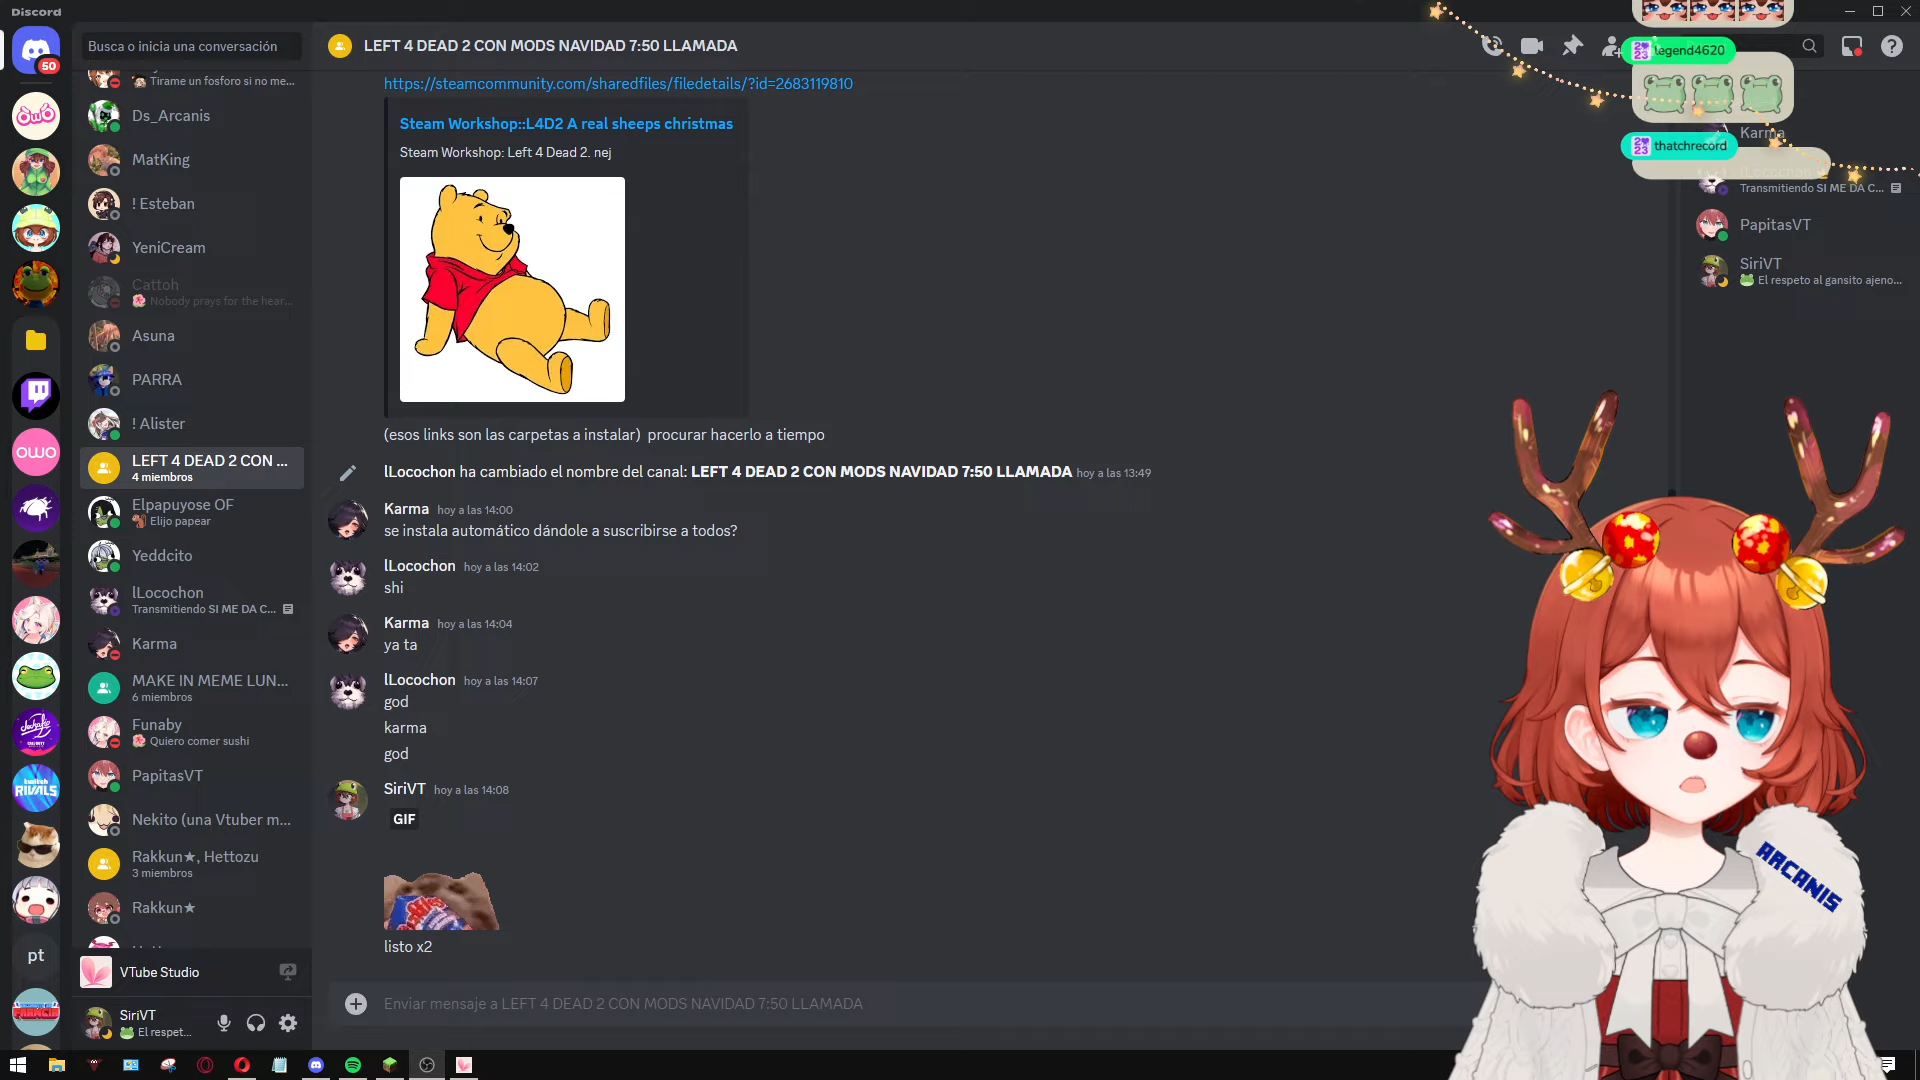 Discord
Busca o inicia una conversación
LEFT 4 DEAD 2 CON MODS NAVIDAD 7:50 LLAMADA
50
òwó
owo
Jochafa
twitch
RIVALS
pt
Tirame un fosforo si no me...
Ds_Arcanis
MatKing
! Esteban
YeniCream
Cattoh
Nobody prays for the hear...
Asuna
PARRA
! Alister
LEFT 4 DEAD 2 CON ...
4 miembros
Elpapuyose OF
Elijo papear
Yeddcito
lLocochon
Transmitiendo SI ME DA C...
Karma
MAKE IN MEME LUN...
6 miembros
Funaby
Quiero comer sushi
PapitasVT
Nekito (una Vtuber m...
Rakkun★, Hettozu
3 miembros
Rakkun★
VTube Studio
SiriVT
El respet...
https://steamcommunity.com/sharedfiles/filedetails/?id=2683119810
Steam Workshop::L4D2 A real sheeps christmas
Steam Workshop: Left 4 Dead 2. nej
(esos links son las carpetas a instalar)  procurar hacerlo a tiempo
lLocochon ha cambiado el nombre del canal: LEFT 4 DEAD 2 CON MODS NAVIDAD 7:50 LLAMADA hoy a las 13:49
Karma hoy a las 14:00
se instala automático dándole a suscribirse a todos?
lLocochon hoy a las 14:02
shi
Karma hoy a las 14:04
ya ta
lLocochon hoy a las 14:07
god
karma
god
SiriVT hoy a las 14:08
GIF
listo x2
Enviar mensaje a LEFT 4 DEAD 2 CON MODS NAVIDAD 7:50 LLAMADA
2023 legend4620
2023 thatchrecord
Karma
lLocochon
Transmitiendo SI ME DA C...
PapitasVT
SiriVT
El respeto al gansito ajeno...
ARCANIS